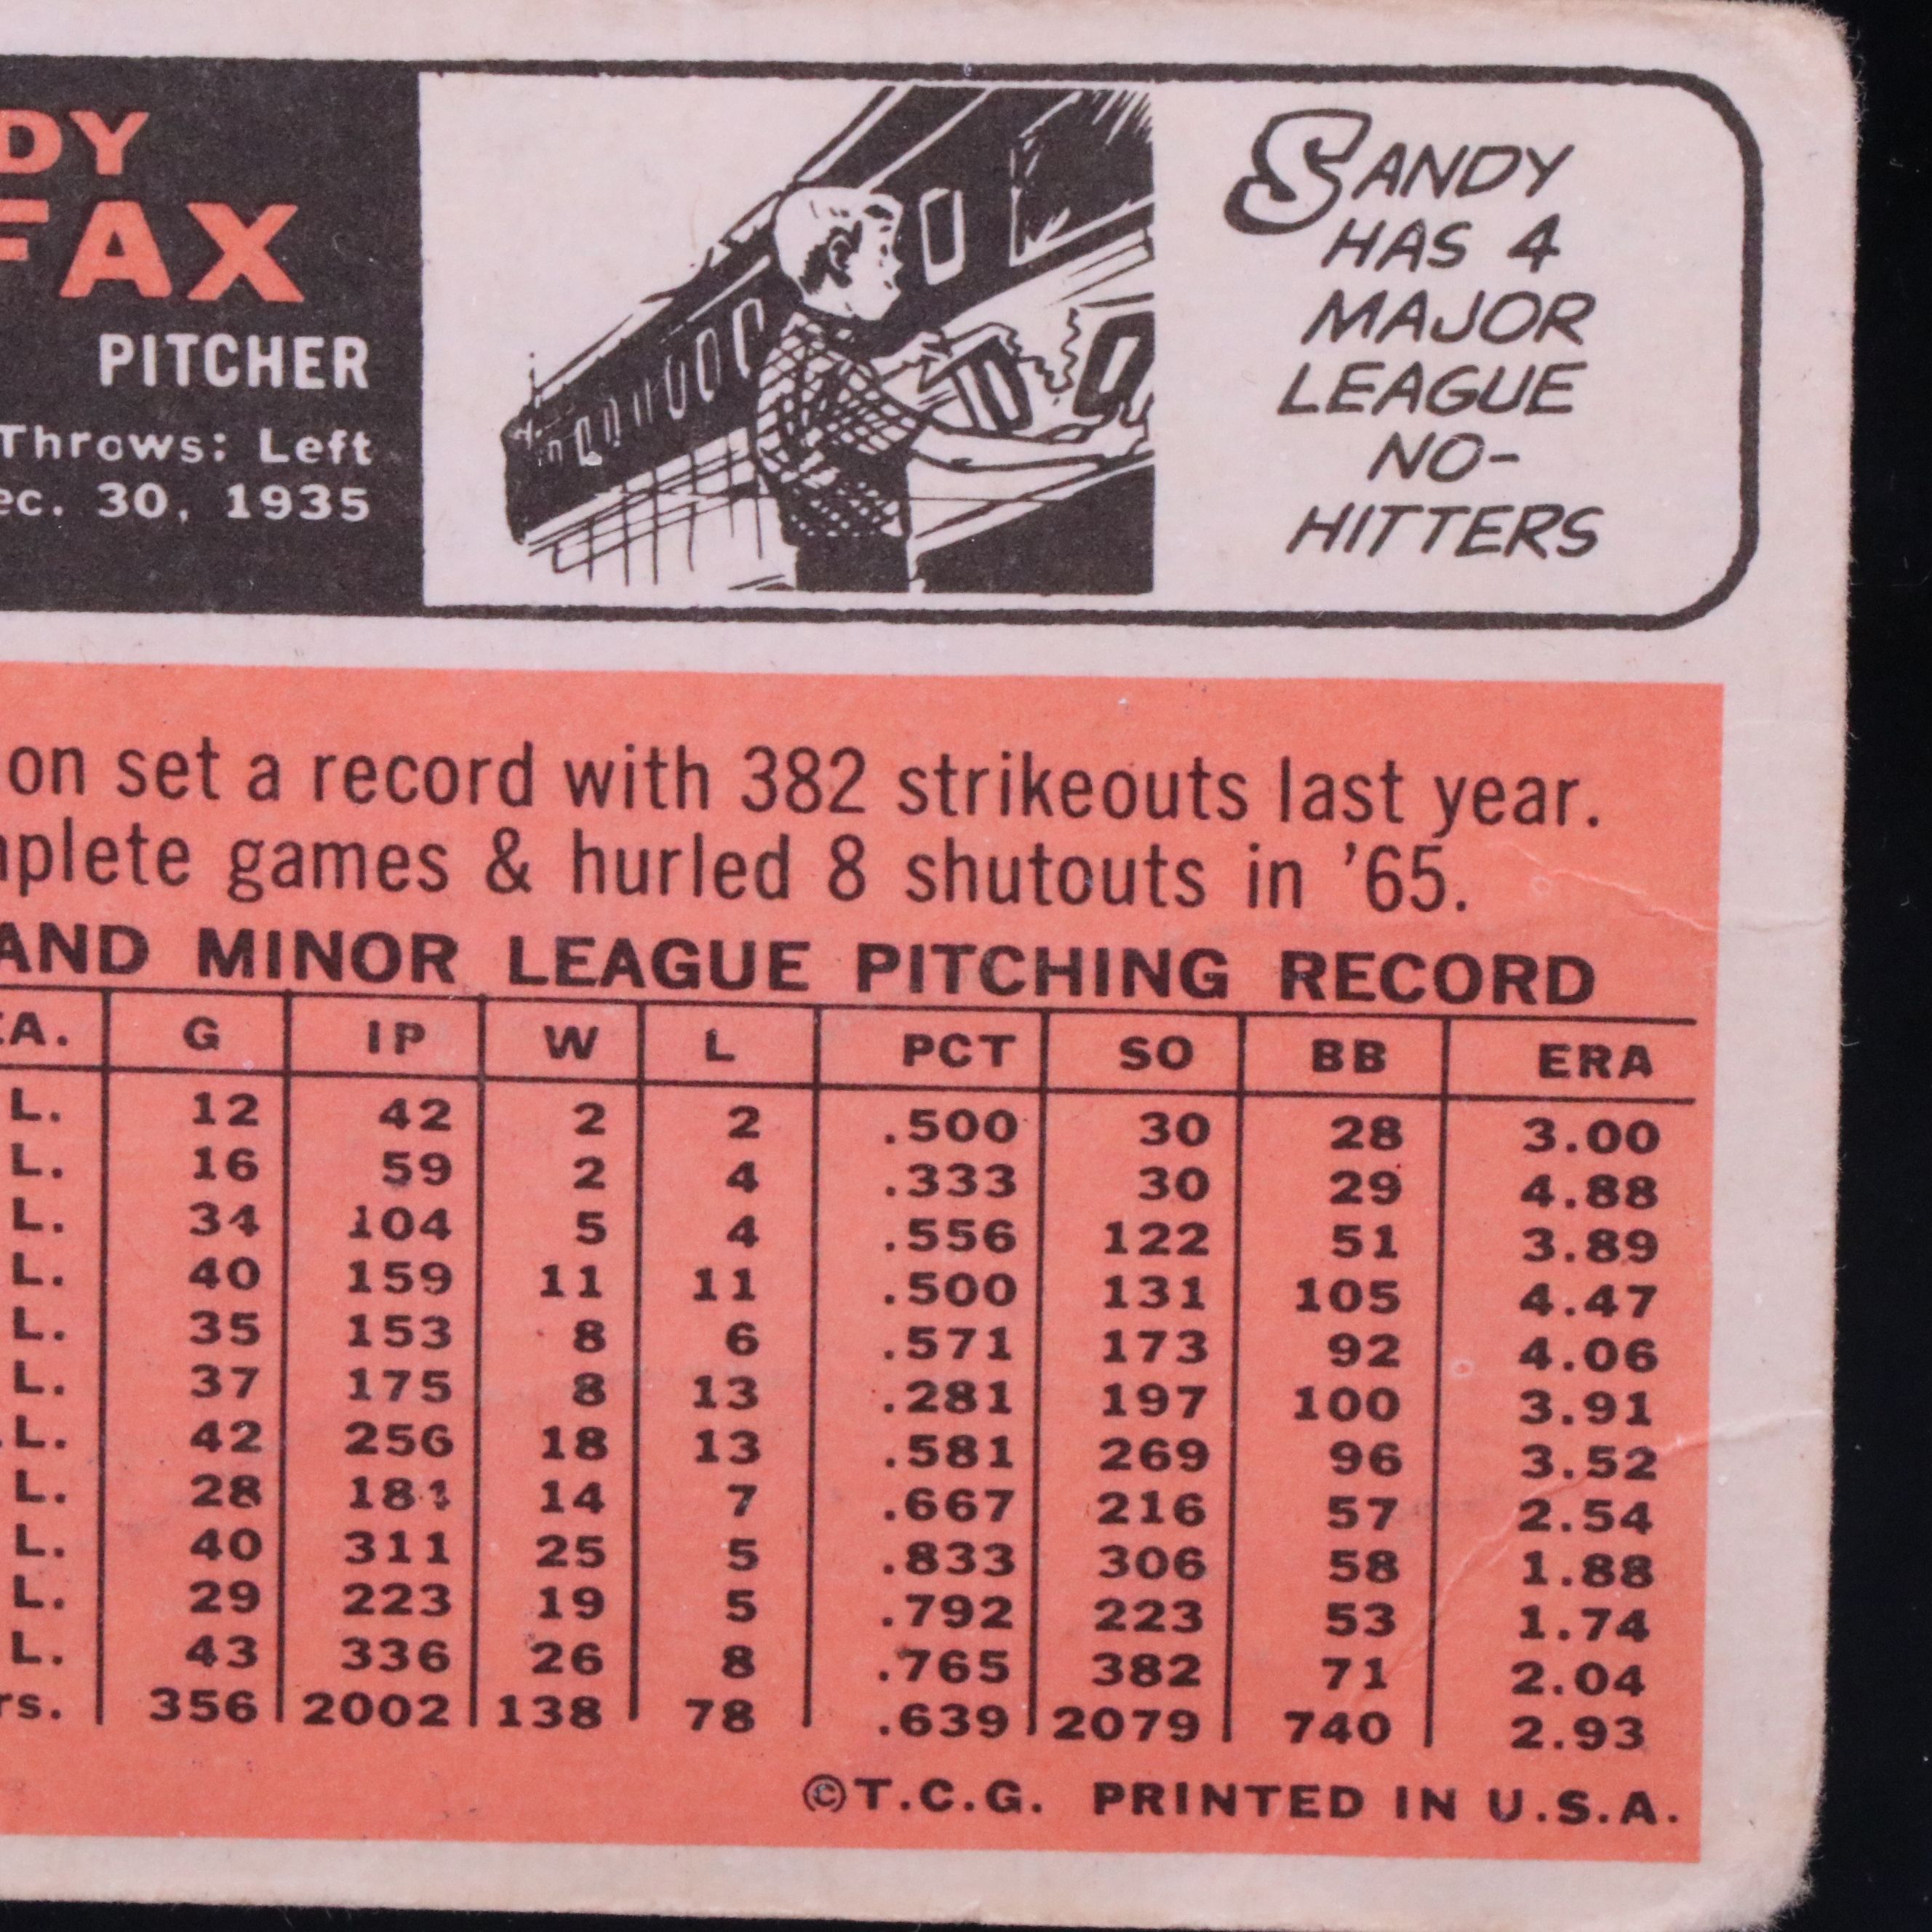 DY
FAX
PITCHER
Throws: Left
ec. 30, 1935
SANDY
HAS 4
MAJOR
LEAGUE
NO-
HITTERS
on set a record with 382 strikeouts last year.
mplete games & hurled 8 shutouts in '65.
AND MINOR LEAGUE PITCHING RECORD
EA. G IP W L PCT SO BB ERA
L. 12 42 2 2 .500 30 28 3.00
L. 16 59 2 4 .333 30 29 4.88
L. 34 104 5 4 .556 122 51 3.89
L. 40 159 11 11 .500 131 105 4.47
L. 35 153 8 6 .571 173 92 4.06
L. 37 175 8 13 .281 197 100 3.91
.L. 42 256 18 13 .581 269 96 3.52
L. 28 184 14 7 .667 216 57 2.54
L. 40 311 25 5 .833 306 58 1.88
L. 29 223 19 5 .792 223 53 1.74
L. 43 336 26 8 .765 382 71 2.04
rs. 356 2002 138 78 .639 2079 740 2.93
©T.C.G. PRINTED IN U.S.A.